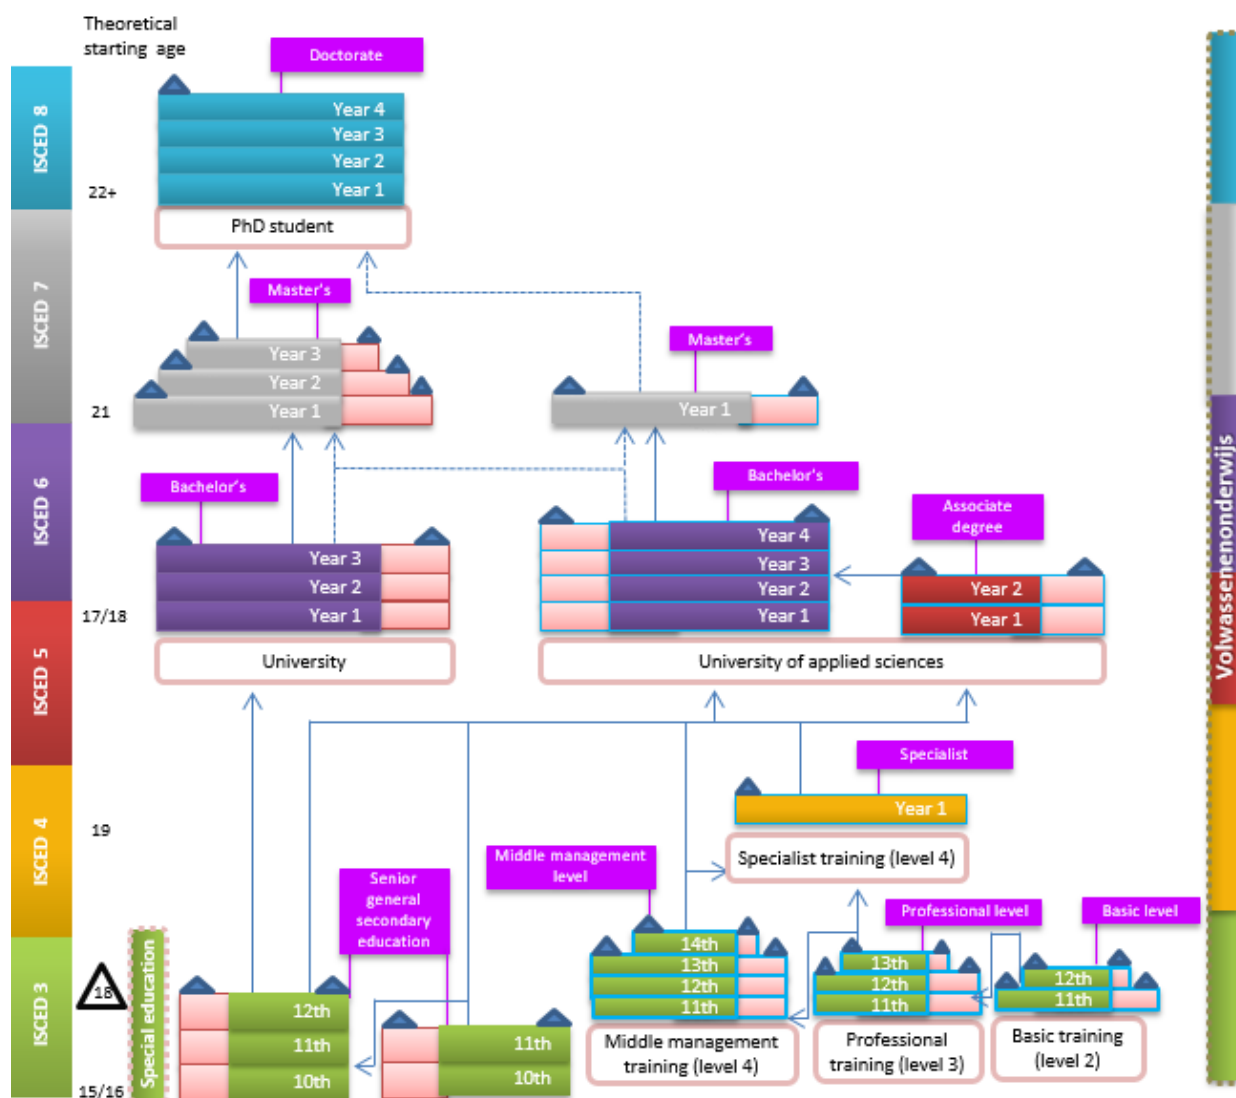 Theoretical
starting age
Doctorate
ISCED 8
Year 4
Year 3
Year 2
Year 1
22+
PhD student
ISCED 7
Master's
Year 3
Year 2
Year 1
Master's
Year 1
21
ISCED 6
Bachelor's
Year 3
Year 2
Year 1
Bachelor's
Year 4
Year 3
Year 2
Year 1
Associate
degree
Year 2
Year 1
17/18
University
University of applied sciences
Volwassenenonderwijs
ISCED 5
Specialist
Year 1
ISCED 4
19
Specialist training (level 4)
Middle management
level
Senior
general
secondary
education
Professional level
Basic level
14th
13th
12th
11th
13th
12th
11th
12th
11th
Middle management
training (level 4)
Professional
training (level 3)
Basic training
(level 2)
ISCED 3
18
Special education
12th
11th
10th
11th
10th
15/16